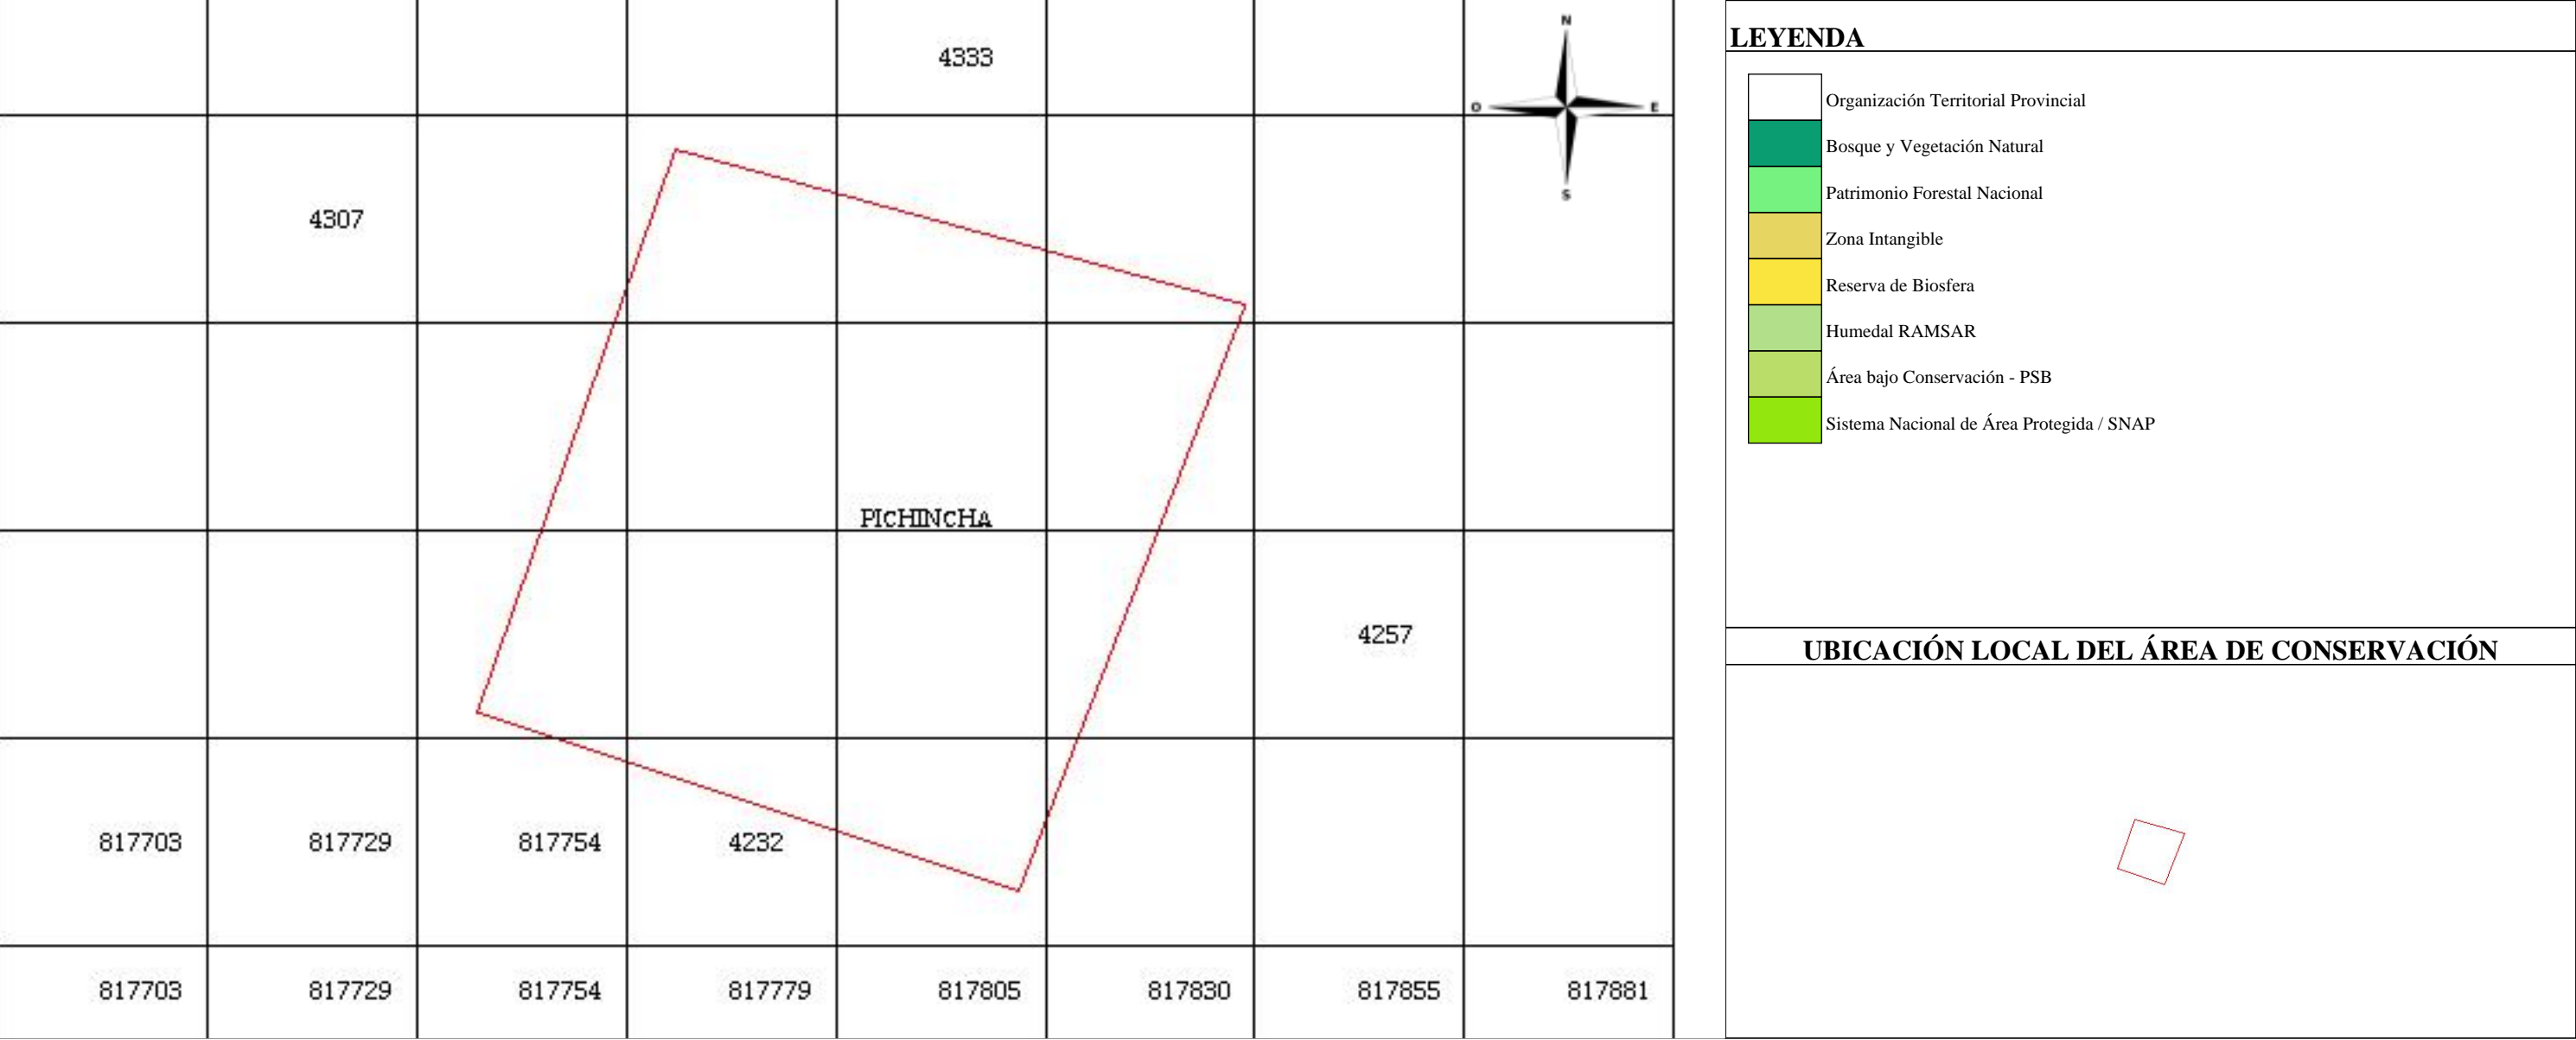 4333
N
O
E
S
4307
PICHINCHA
4257
817703
817729
817754
4232
817703
817729
817754
817779
817805
817830
817855
817881
LEYENDA
Organización Territorial Provincial
Bosque y Vegetación Natural
Patrimonio Forestal Nacional
Zona Intangible
Reserva de Biosfera
Humedal RAMSAR
Área bajo Conservación - PSB
Sistema Nacional de Área Protegida / SNAP
UBICACIÓN LOCAL DEL ÁREA DE CONSERVACIÓN